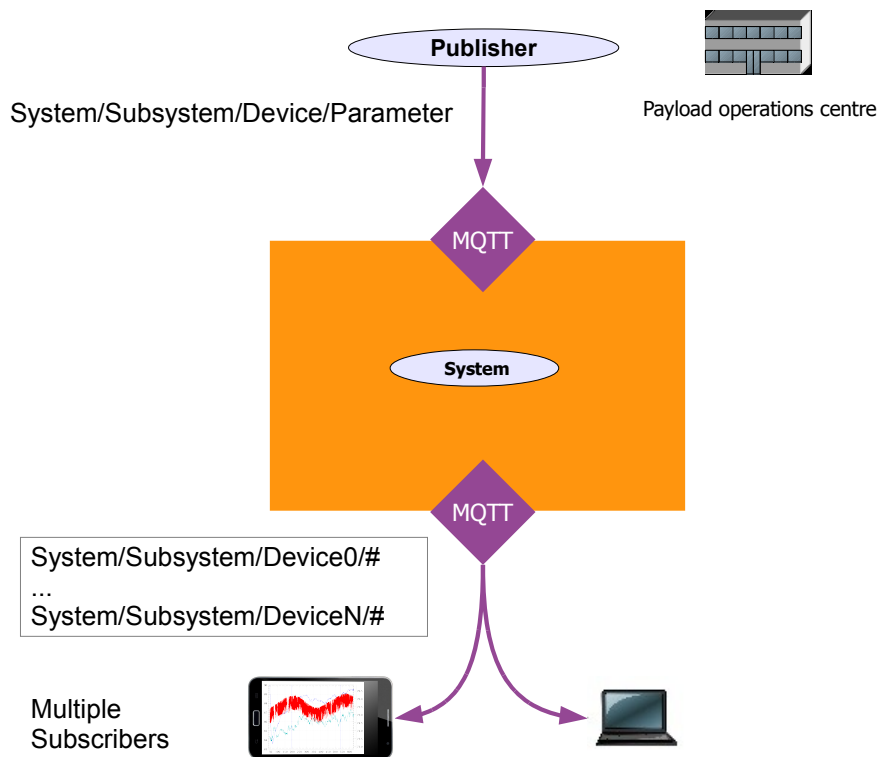 Publisher
System/Subsystem/Device/Parameter
Payload operations centre
MQTT
System
MQTT
System/Subsystem/Device0/#
...
System/Subsystem/DeviceN/#
Multiple
Subscribers